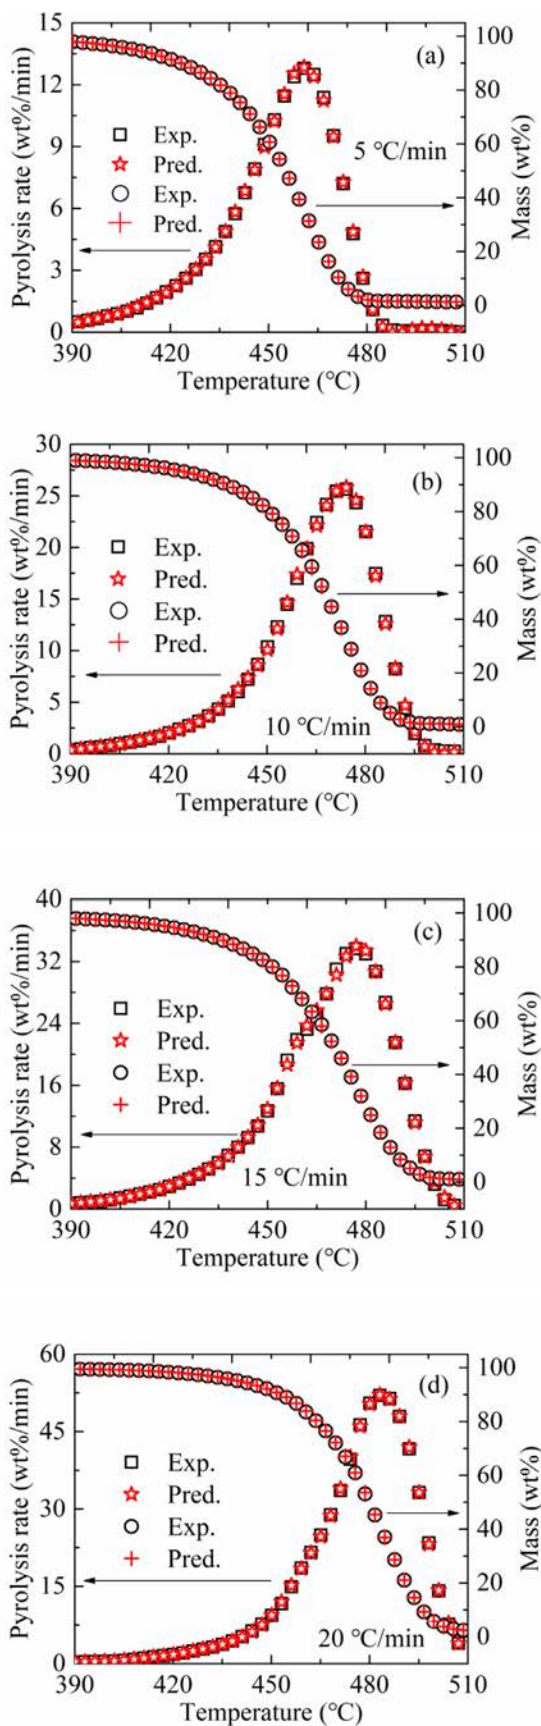 (a)
Pyrolysis rate (wt%/min)
15
12
9
6
3
0
Exp.
Pred.
Exp.
Pred.
5 °C/min
100
80
60
40
20
0
Mass (wt%)
390 420 450 480 510
Temperature (°C)
(b)
Pyrolysis rate (wt%/min)
30
25
20
15
10
5
0
Exp.
Pred.
Exp.
Pred.
10 °C/min
100
80
60
40
20
0
Mass (wt%)
390 420 450 480 510
Temperature (°C)
(c)
Pyrolysis rate (wt%/min)
40
32
24
16
8
0
Exp.
Pred.
Exp.
Pred.
15 °C/min
100
80
60
40
20
0
Mass (wt%)
390 420 450 480 510
Temperature (°C)
(d)
Pyrolysis rate (wt%/min)
60
45
30
15
0
Exp.
Pred.
Exp.
Pred.
20 °C/min
100
80
60
40
20
0
Mass (wt%)
390 420 450 480 510
Temperature (°C)